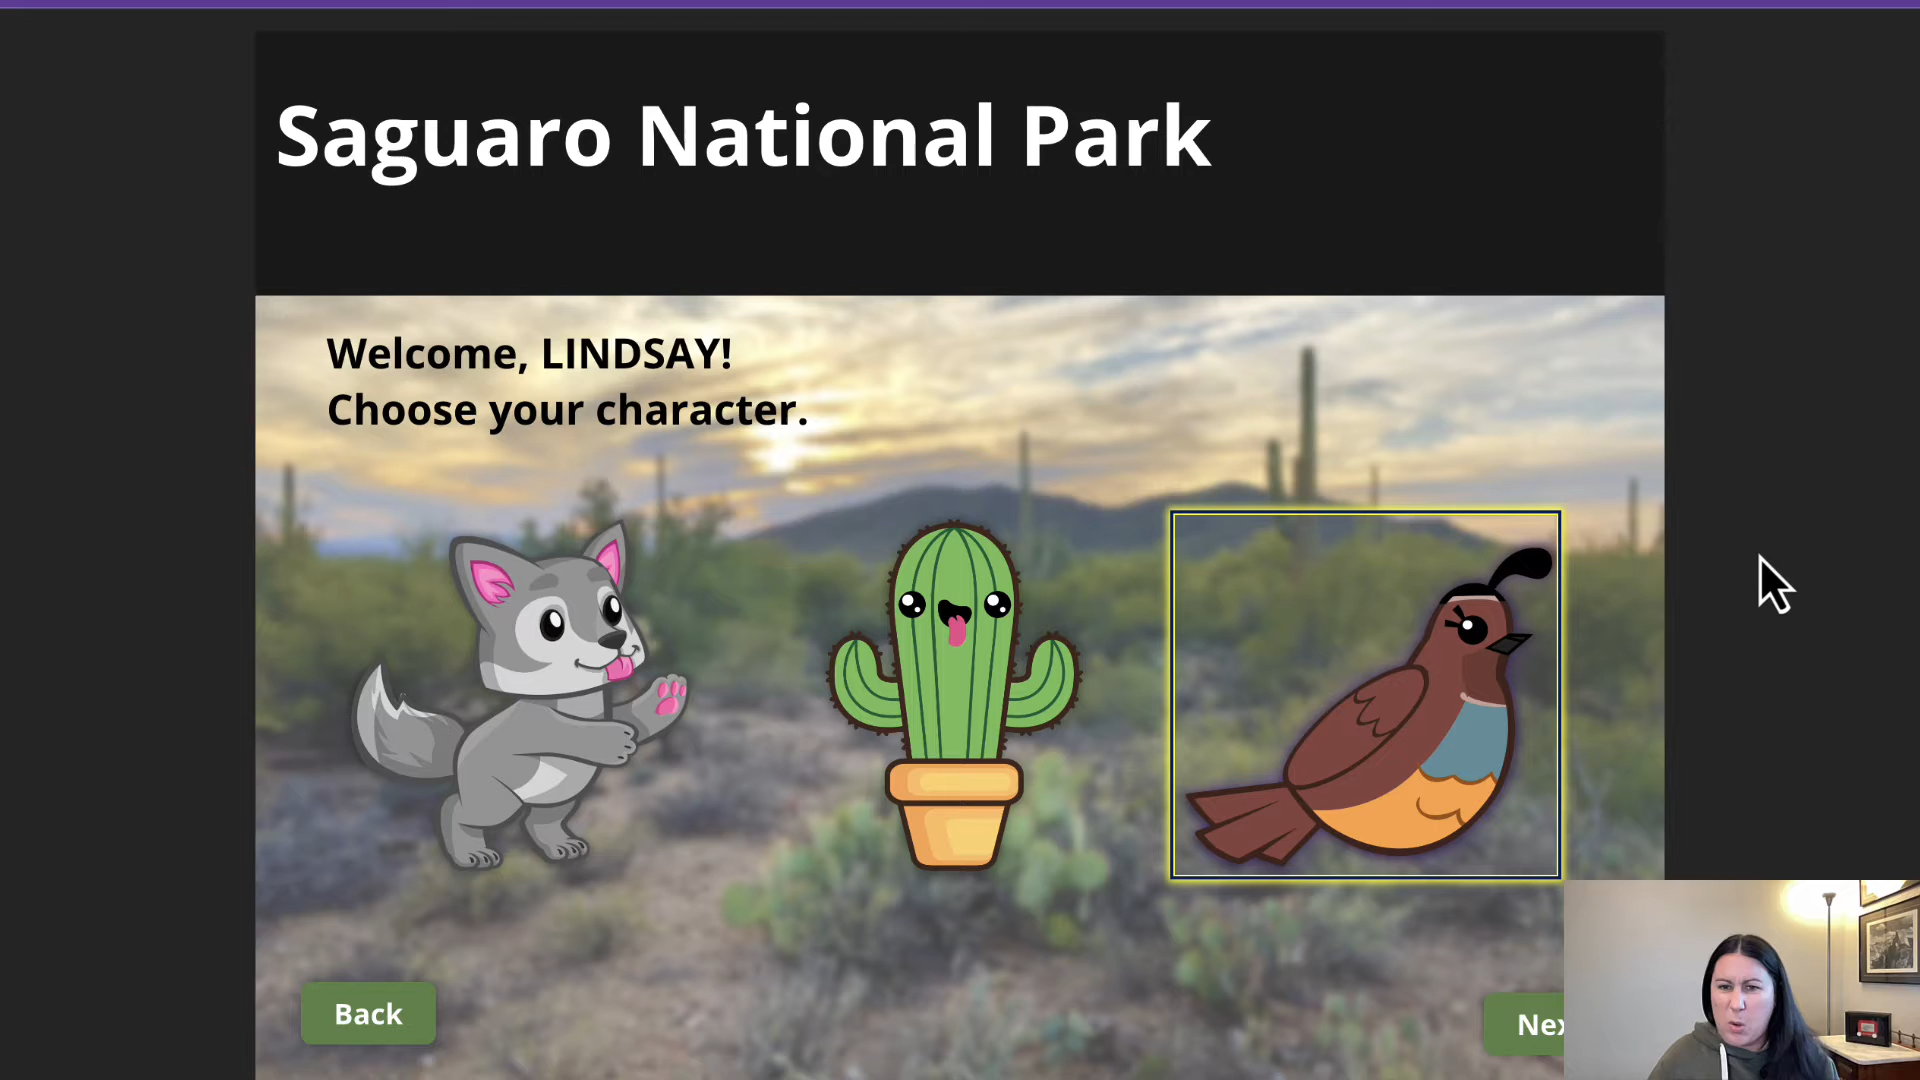 Saguaro National Park
Welcome, LINDSAY!
Choose your character.
Back
Nex